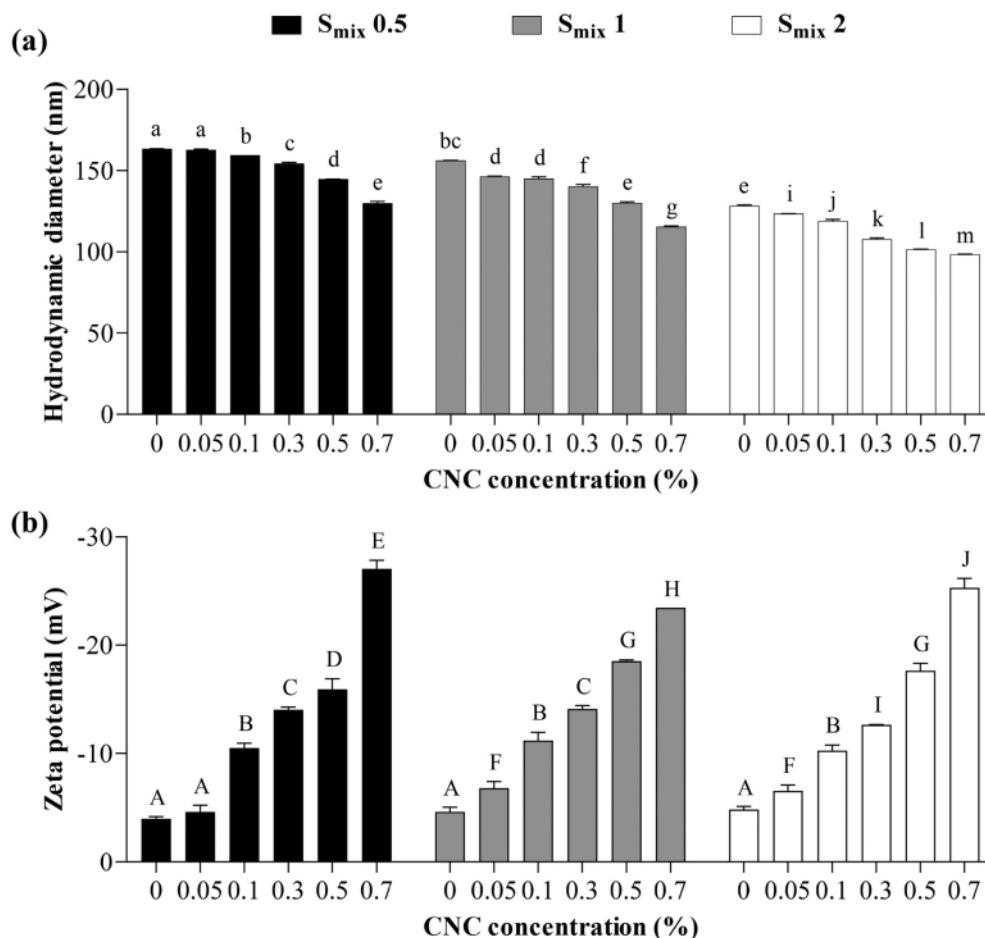 S_mix 0.5 S_mix 1 S_mix 2
(a)
Hydrodynamic diameter (nm)
200
150
100
50
0
a a b c d e bc d d f e g e i j k l m
0 0.05 0.1 0.3 0.5 0.7 0 0.05 0.1 0.3 0.5 0.7 0 0.05 0.1 0.3 0.5 0.7
CNC concentration (%)
(b)
Zeta potential (mV)
-30
-20
-10
0
A A B C D E A F B C G H A F B I G J
0 0.05 0.1 0.3 0.5 0.7 0 0.05 0.1 0.3 0.5 0.7 0 0.05 0.1 0.3 0.5 0.7
CNC concentration (%)